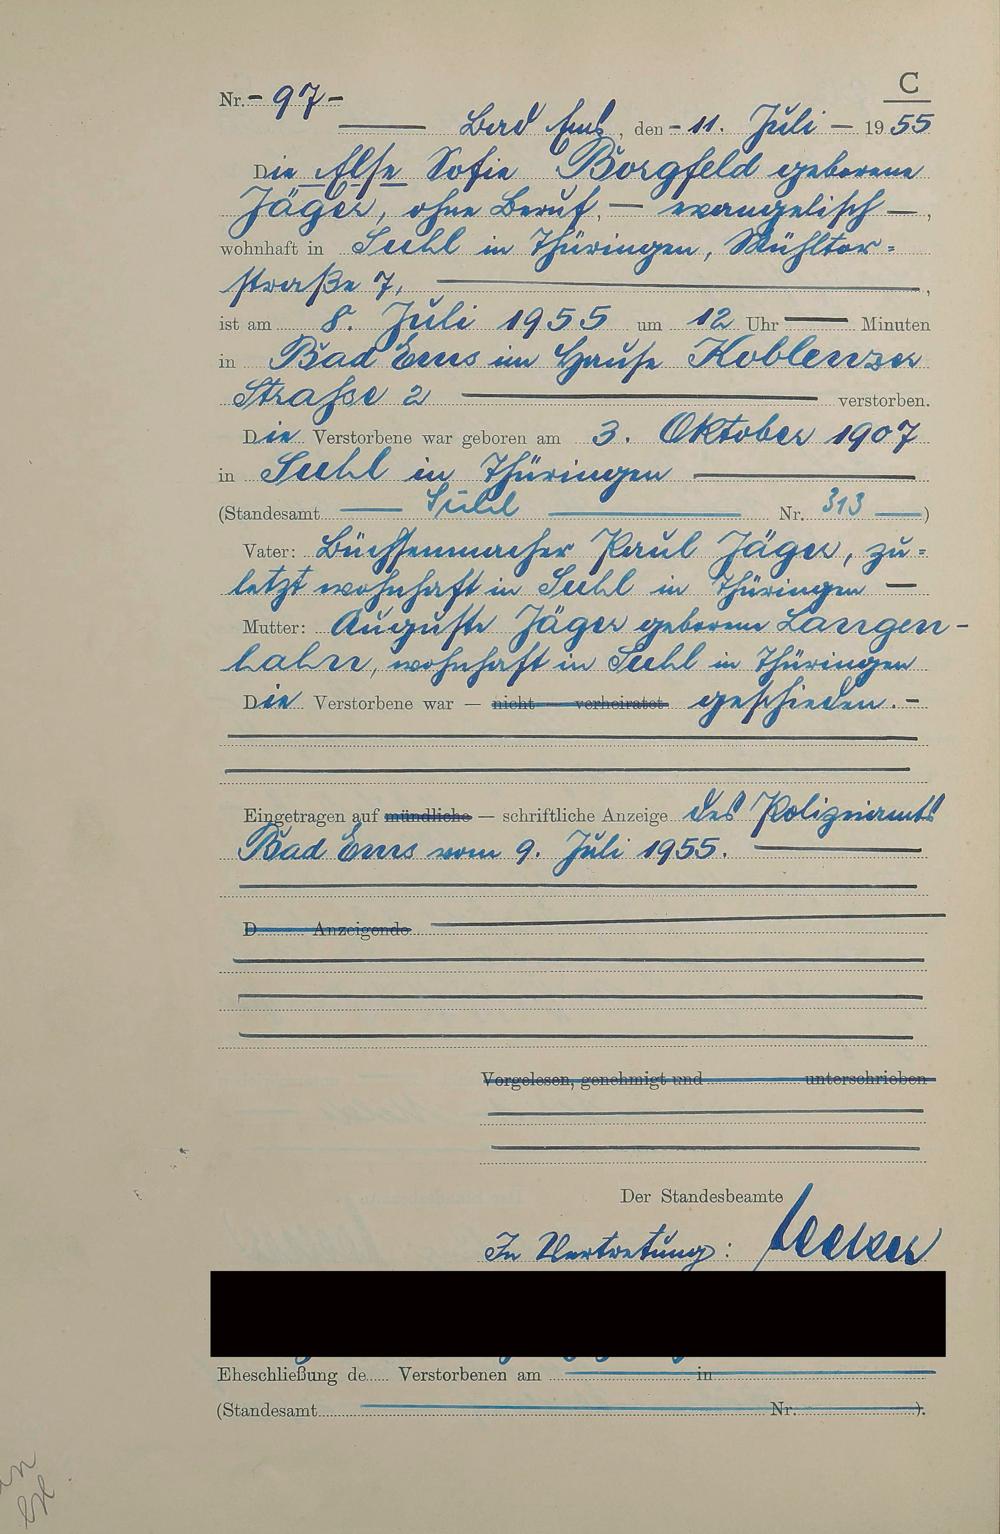 C
Nr. - 97 -
Bad Ems, den - 11. Juli - 19 55
Die Else Sofie Borgfeld geborene
Jäger, ohne Beruf, - evangelisch -,
wohnhaft in Suhl in Thüringen, Mühltor=
straße 7,
ist am 8. Juli 1955 um 12 Uhr Minuten
in Bad Ems im Hause Koblenzer
Strasse 2 verstorben.
Die Verstorbene war geboren am 3. Oktober 1907
in Suhl in Thüringen
(Standesamt Suhl Nr. 313)
Vater: Büchsenmacher Paul Jäger, zu=
letzt wohnhaft in Suhl in Thüringen -
Mutter: Auguste Jäger geborene Langen-
hahn, wohnhaft in Suhl in Thüringen
Die Verstorbene war - nicht - verheiratet geschieden. -
Eingetragen auf mündliche - schriftliche Anzeige des Polizeiamts
Bad Ems vom 9. Juli 1955.
D Anzeigende
Vorgelesen, genehmigt und unterschrieben
Der Standesbeamte
In Vertretung:
Eheschließung de Verstorbenen am in
(Standesamt Nr. ).